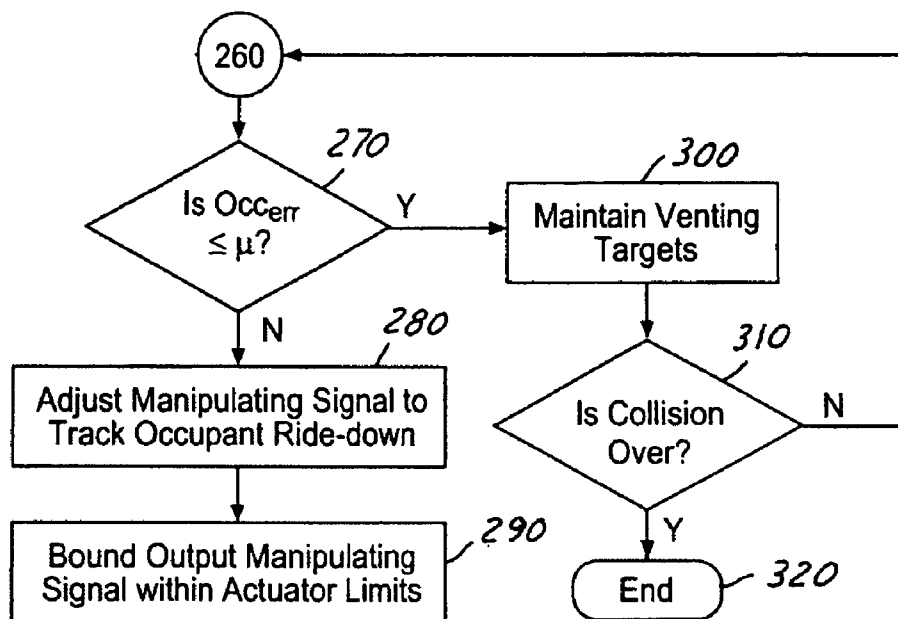 260
270
Is Occerr
≤ μ?
Y
N
300
Maintain Venting
Targets
280
Adjust Manipulating Signal to
Track Occupant Ride-down
310
Is Collision
Over?
N
Y
290
Bound Output Manipulating
Signal within Actuator Limits
End
320